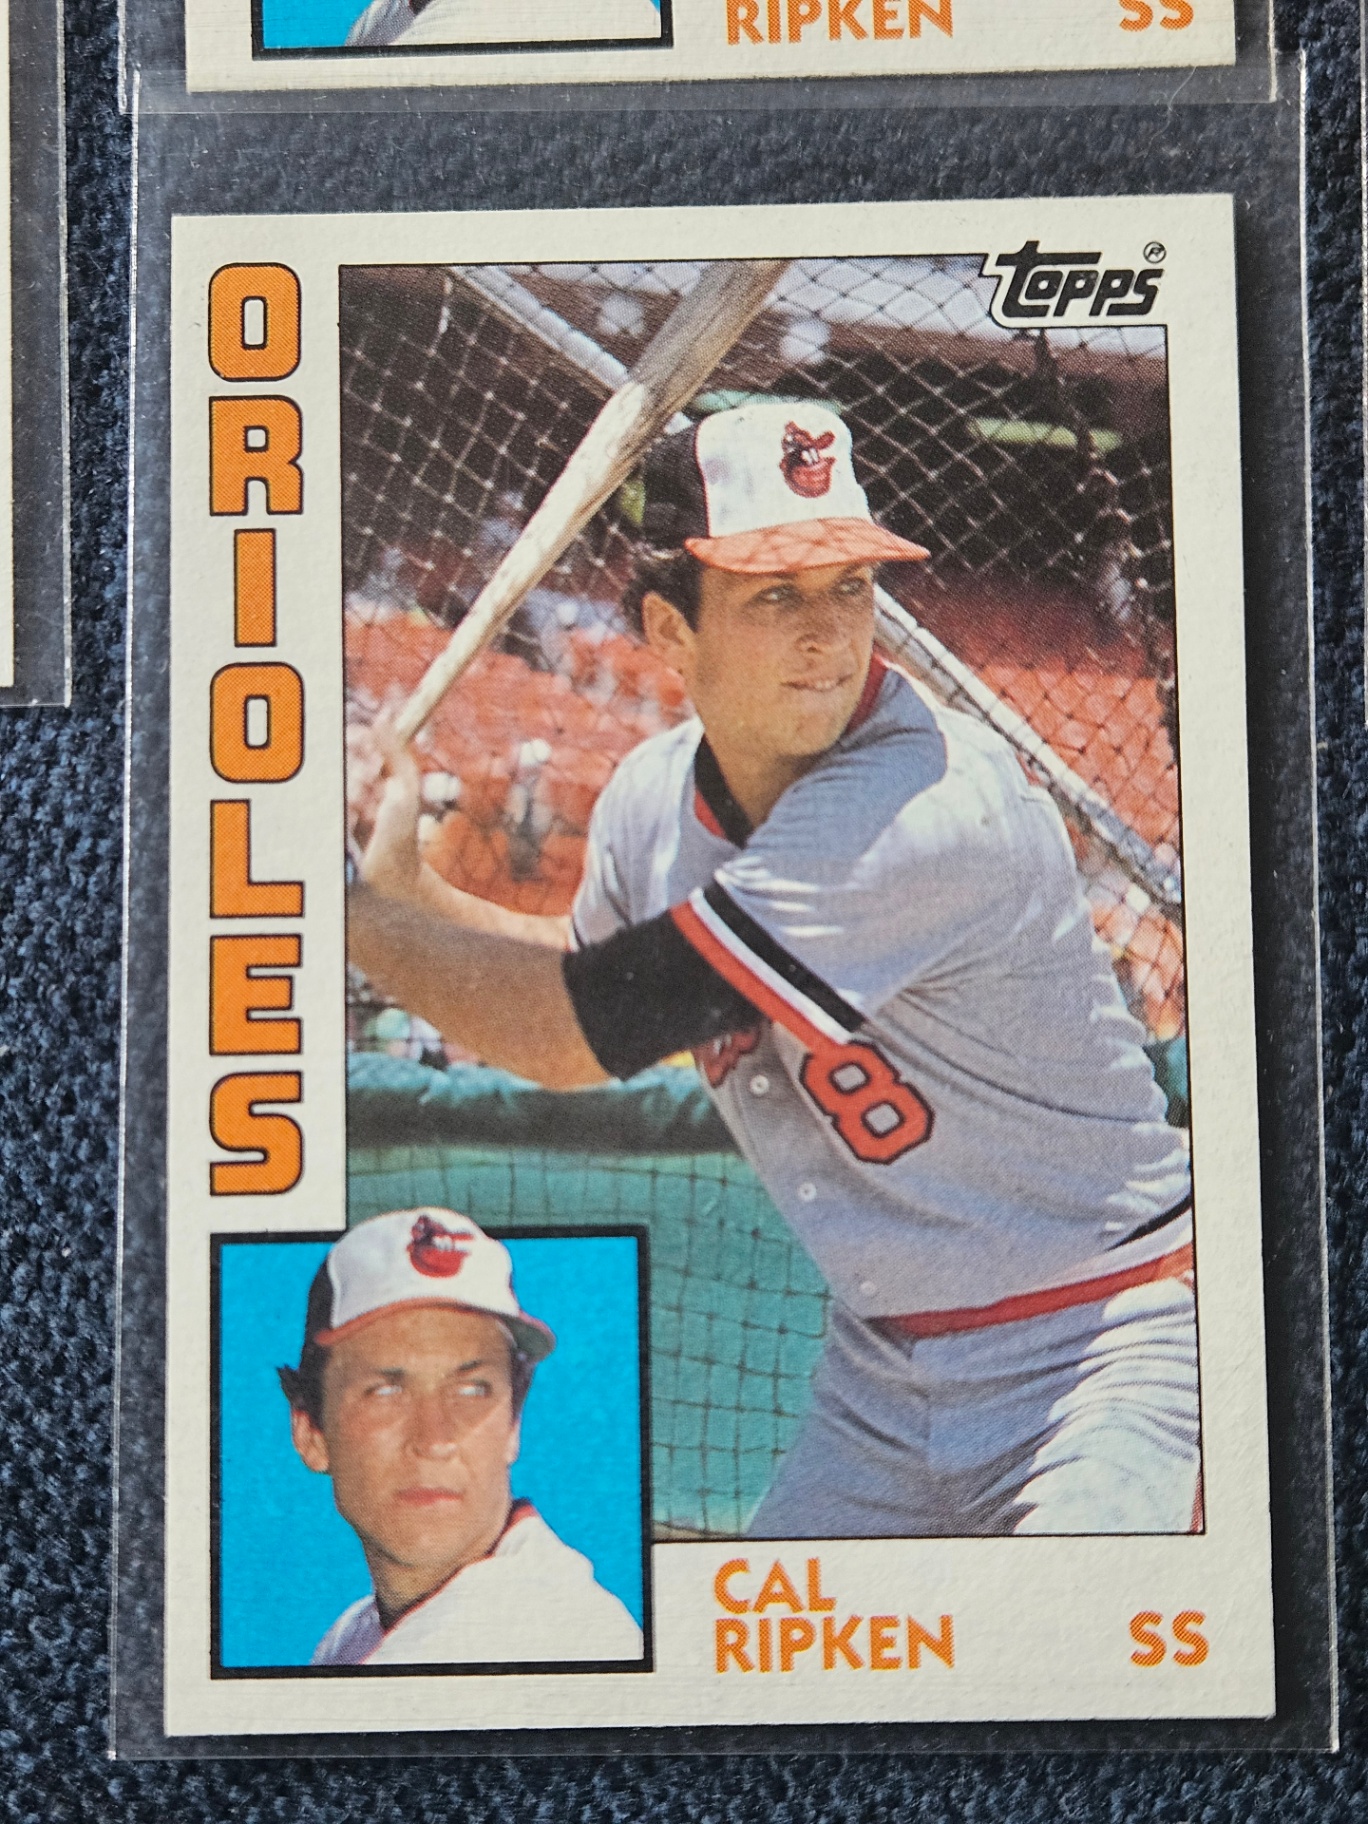 RIPKEN SS
ORIOLES
Topps®
8
CAL
RIPKEN SS